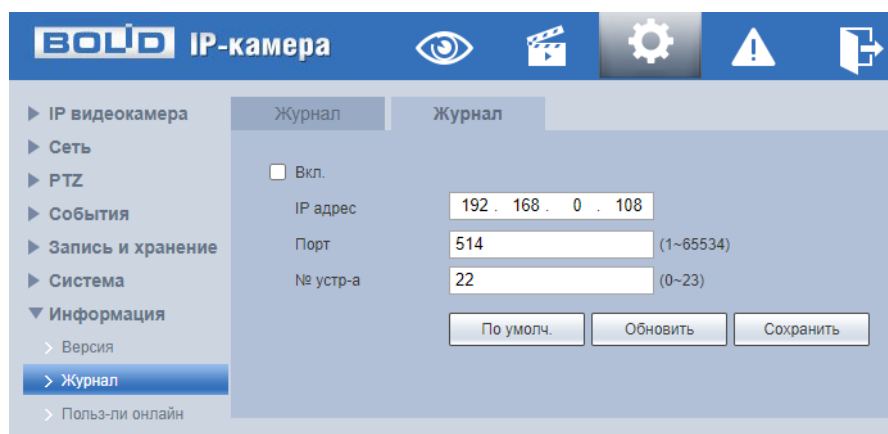 BOLID IP-камера
IP видеокамера
Сеть
PTZ
События
Запись и хранение
Система
Информация
Версия
Журнал
Польз-ли онлайн
Журнал Журнал
Вкл.
IP адрес 192 . 168 . 0 . 108
Порт 514 (1~65534)
№ устр-а 22 (0~23)
По умолч. Обновить Сохранить